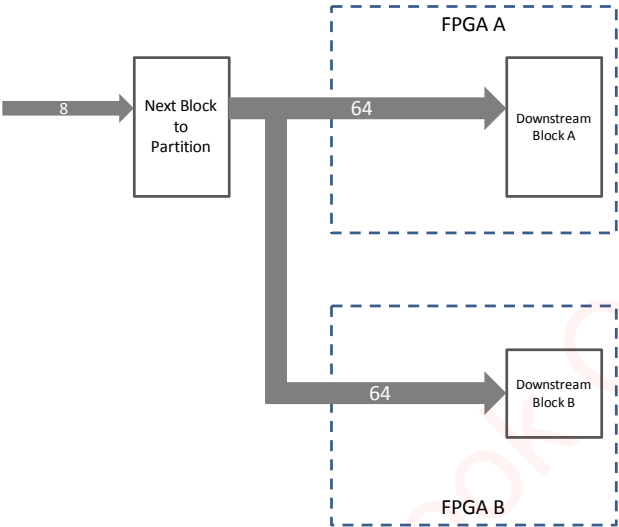 FPGA A
8
Next Block
to
Partition
64
Downstream
Block A
64
Downstream
Block B
FPGA B